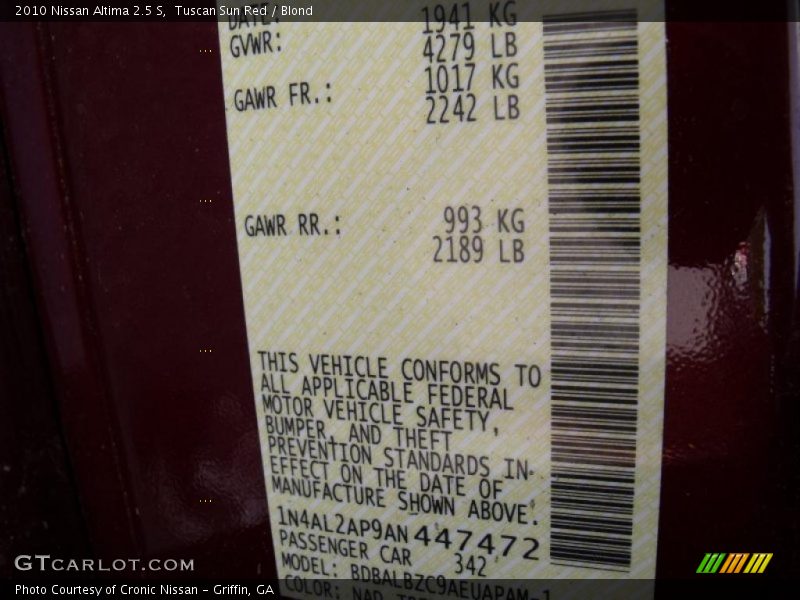 2010 Nissan Altima 2.5 S,  Tuscan Sun Red / Blond
DATE: 1941 KG
GVWR: 4279 LB
GAWR FR.: 1017 KG
2242 LB
GAWR RR.: 993 KG
2189 LB
THIS VEHICLE CONFORMS TO
ALL APPLICABLE FEDERAL
MOTOR VEHICLE SAFETY,
BUMPER, AND THEFT
PREVENTION STANDARDS IN
EFFECT ON THE DATE OF
MANUFACTURE SHOWN ABOVE.
1N4AL2AP9AN447472
PASSENGER CAR 342
MODEL: BDBALBZC9AEUAPAM-1
COLOR: NAD
GTCARLOT.COM
Photo Courtesy of Cronic Nissan - Griffin, GA